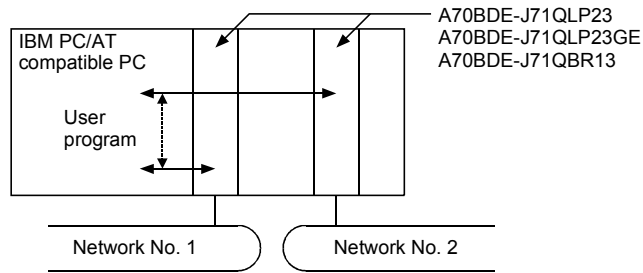 A70BDE-J71QLP23
A70BDE-J71QLP23GE
A70BDE-J71QBR13
IBM PC/AT
compatible PC
User
program
Network No. 1
Network No. 2